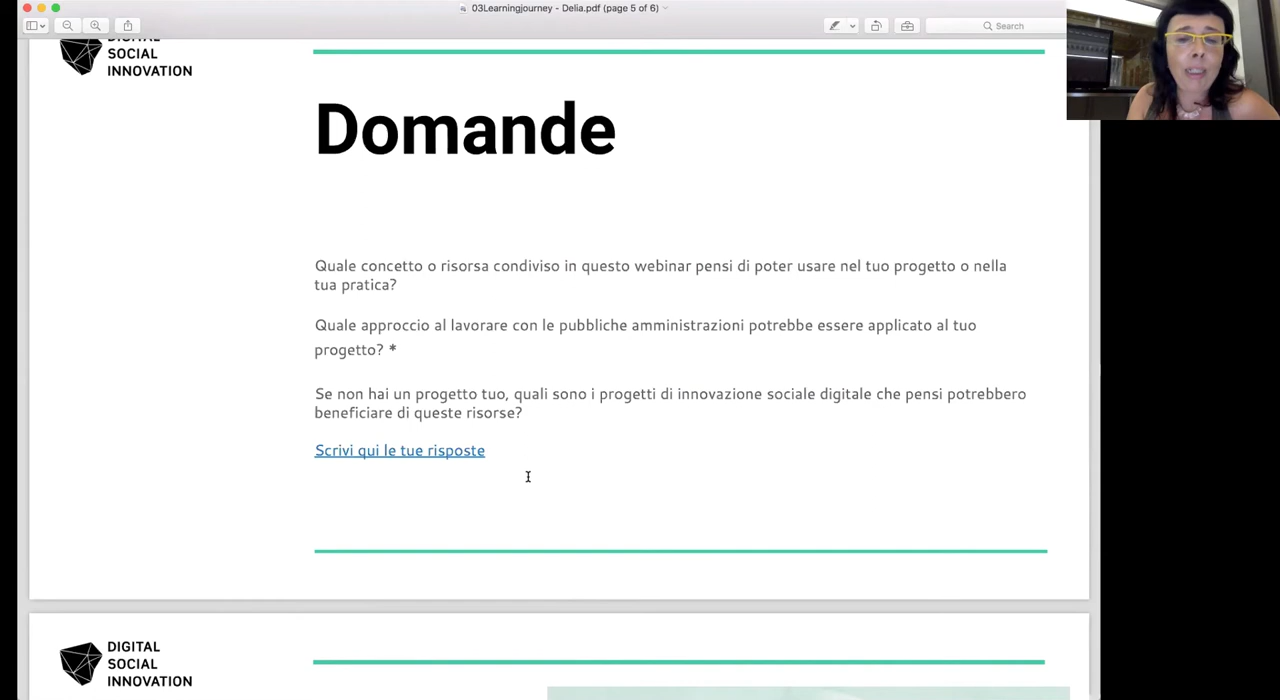 03Learningjourney - Delia.pdf (page 5 of 6)
Search
DIGITAL
SOCIAL
INNOVATION
Domande
Quale concetto o risorsa condiviso in questo webinar pensi di poter usare nel tuo progetto o nella
tua pratica?
Quale approccio al lavorare con le pubbliche amministrazioni potrebbe essere applicato al tuo
progetto? *
Se non hai un progetto tuo, quali sono i progetti di innovazione sociale digitale che pensi potrebbero
beneficiare di queste risorse?
Scrivi qui le tue risposte
DIGITAL
SOCIAL
INNOVATION